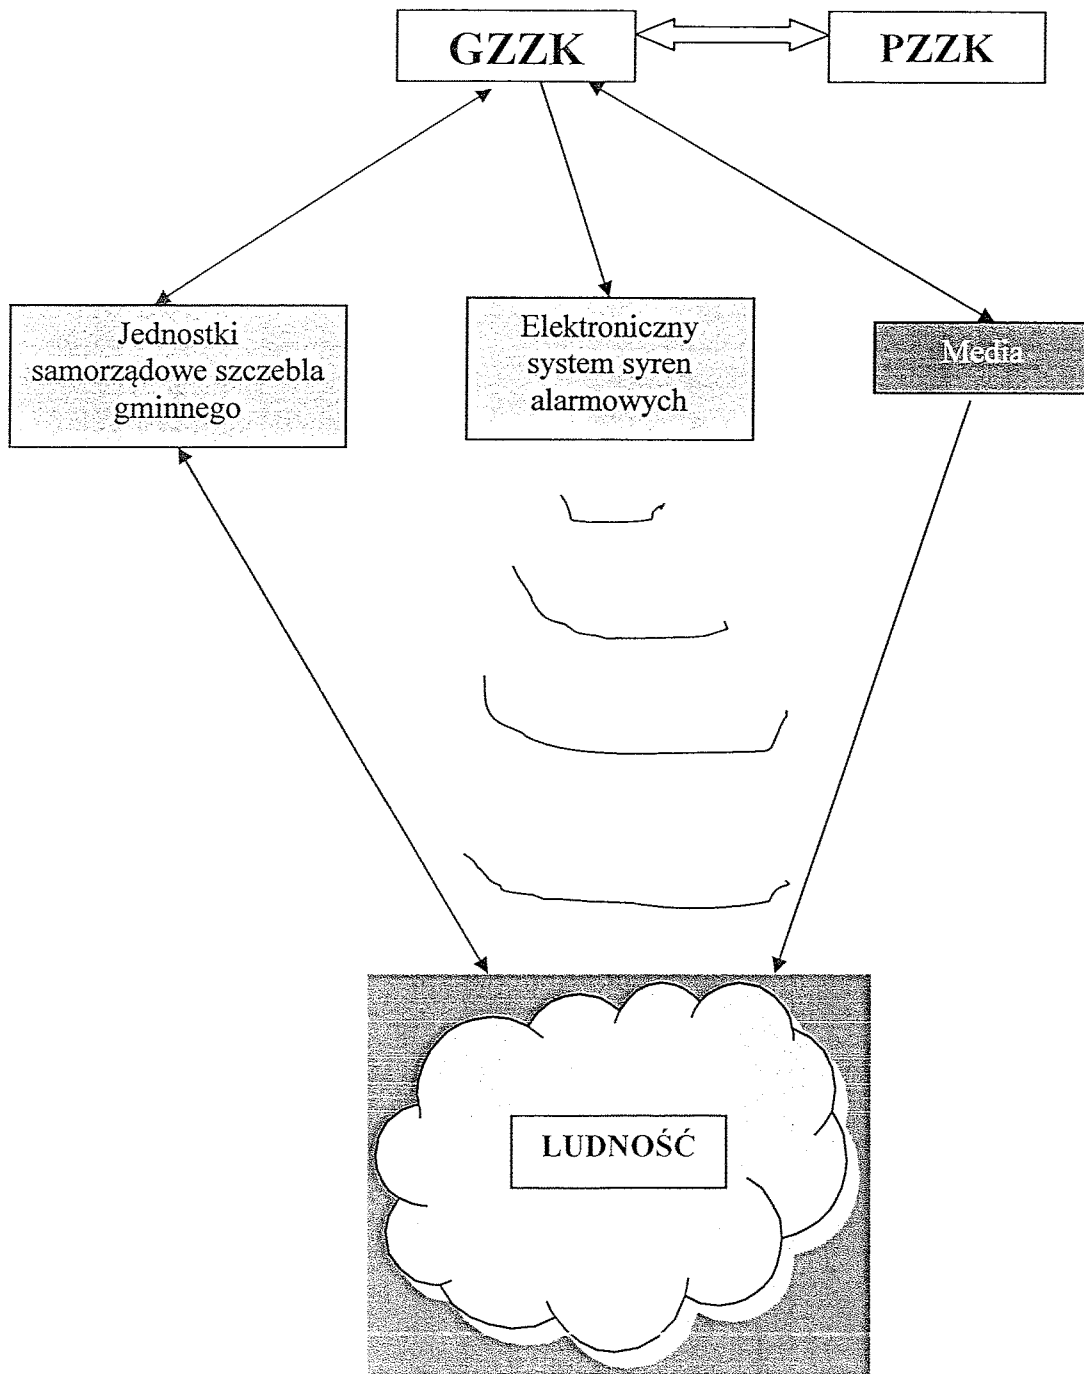 GZZK
PZZK
Jednostki
samorządowe szczebla
gminnego
Elektroniczny
system syren
alarmowych
Media
LUDNOŚĆ